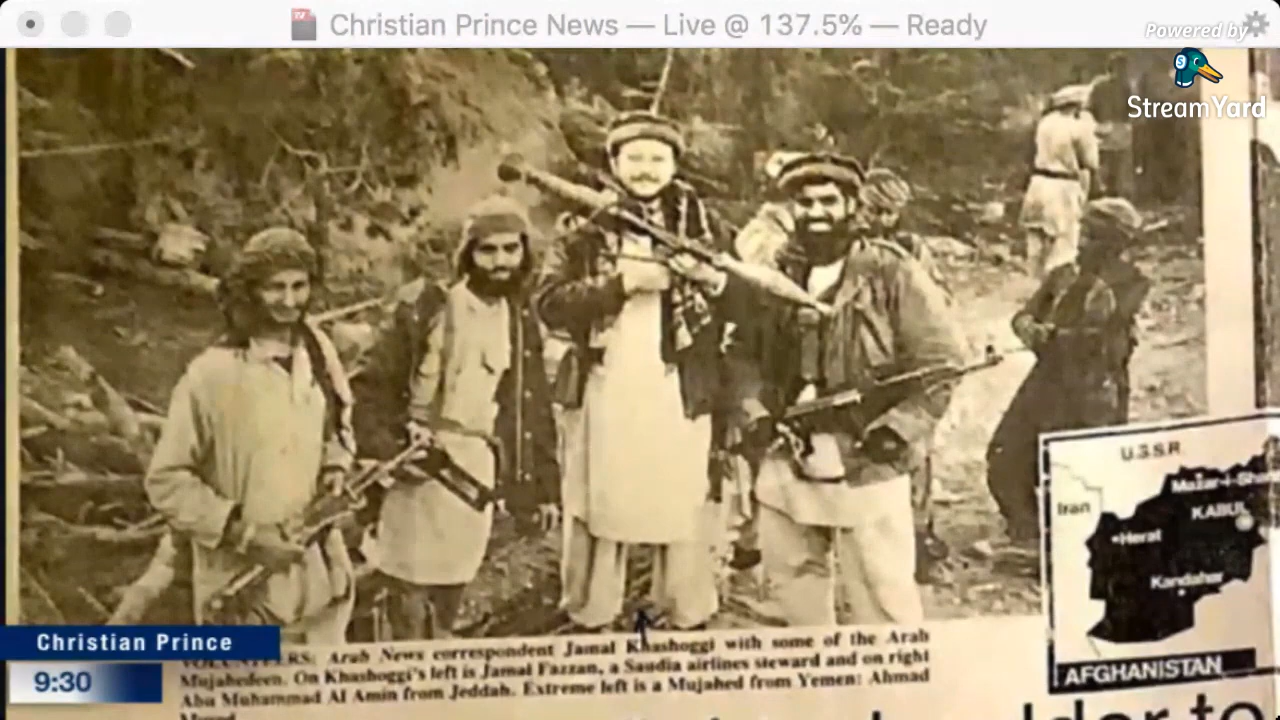 Christian Prince News — Live @ 137.5% — Ready
Powered by
StreamYard
U.S.S.R.
Iran
KABUL
Herat
Kandahar
AFGHANISTAN
Christian Prince
9:30
Arab News correspondent Jamal Khashoggi with some of the Arab
Mujahedeen. On Khashoggi's left is Jamal Fazzan, a Saudia airlines steward and on right
Abu Muhammad Al Amin from Jeddah. Extreme left is a Mujahed from Yemen: Ahmad